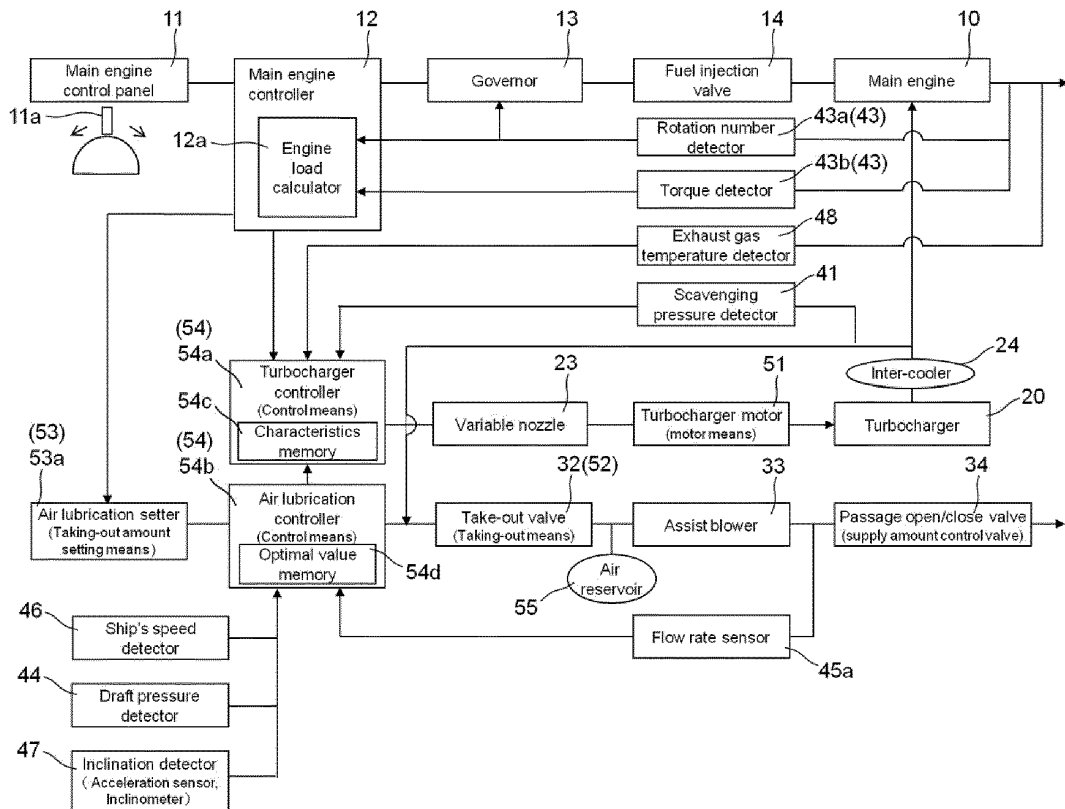 11
12
13
14
10
Main engine
control panel
Main engine
controller
Governor
Fuel injection
valve
Main engine
11a
12a
Engine
load
calculator
Rotation number
detector
43a(43)
Torque detector
43b(43)
Exhaust gas
temperature detector
48
Scavenging
pressure detector
41
(54)
54a
Turbocharger
controller
(Control means)
54c
Characteristics
memory
23
Variable nozzle
51
Turbocharger motor
(motor means)
Inter-cooler
24
20
Turbocharger
(53)
53a
Air lubrication setter
(Taking-out amount
setting means)
(54)
54b
Air lubrication
controller
(Control means)
Optimal value
memory
54d
32(52)
Take-out valve
(Taking-out means)
33
Assist blower
34
Passage open/close valve
(supply amount control valve)
Air
reservoir
55
Flow rate sensor
45a
46
Ship's speed
detector
44
Draft pressure
detector
47
Inclination detector
( Acceleration sensor,
Inclinometer)